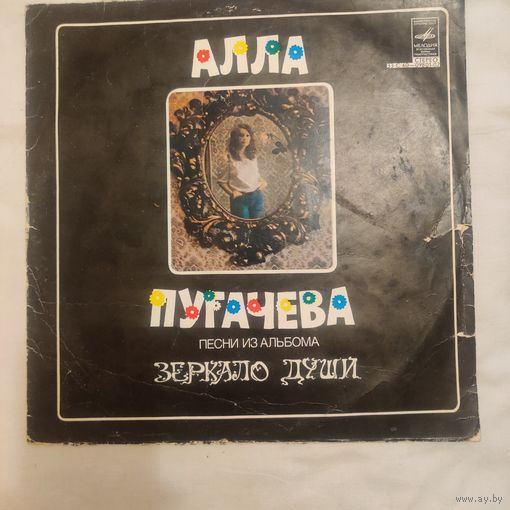 АЛЛА
МЕЛОДИЯ
СТЕРЕО
ПУГАЧЕВА
ПЕСНИ ИЗ АЛЬБОМА
ЗЕРКАЛО ДУШИ
www.ay.by